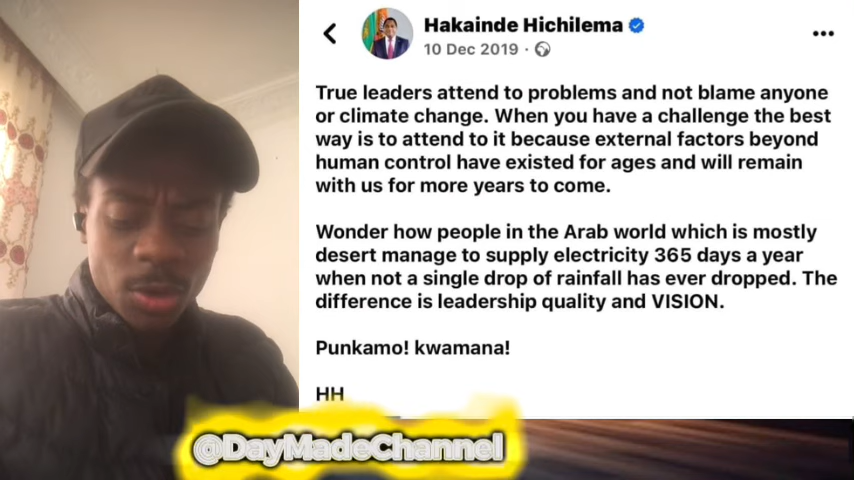 Hakainde Hichilema
10 Dec 2019 ·
True leaders attend to problems and not blame anyone
or climate change. When you have a challenge the best
way is to attend to it because external factors beyond
human control have existed for ages and will remain
with us for more years to come.
Wonder how people in the Arab world which is mostly
desert manage to supply electricity 365 days a year
when not a single drop of rainfall has ever dropped. The
difference is leadership quality and VISION.
Punkamo! kwamana!
HH
@DayMadeChannel